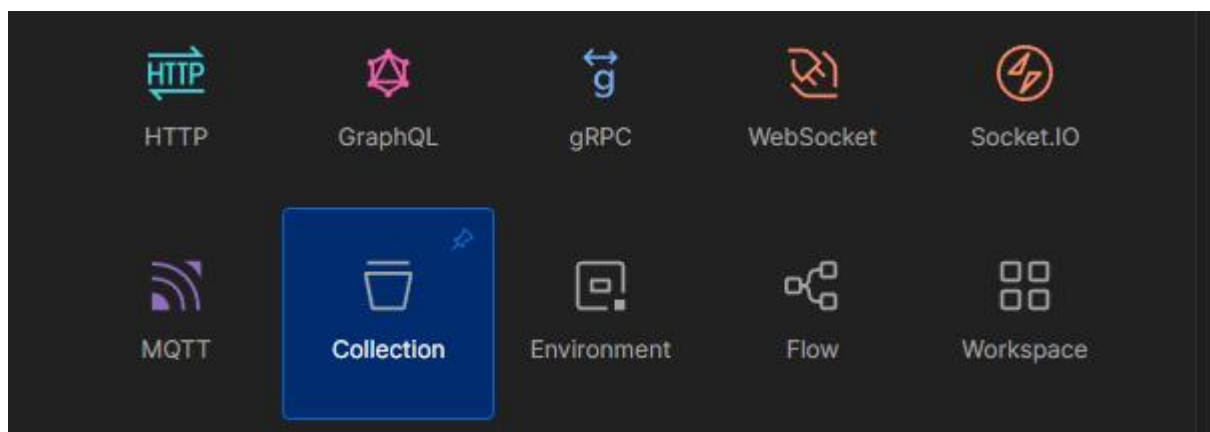 HTTP
g
HTTP GraphQL gRPC WebSocket Socket.IO
MQTT Collection Environment Flow Workspace